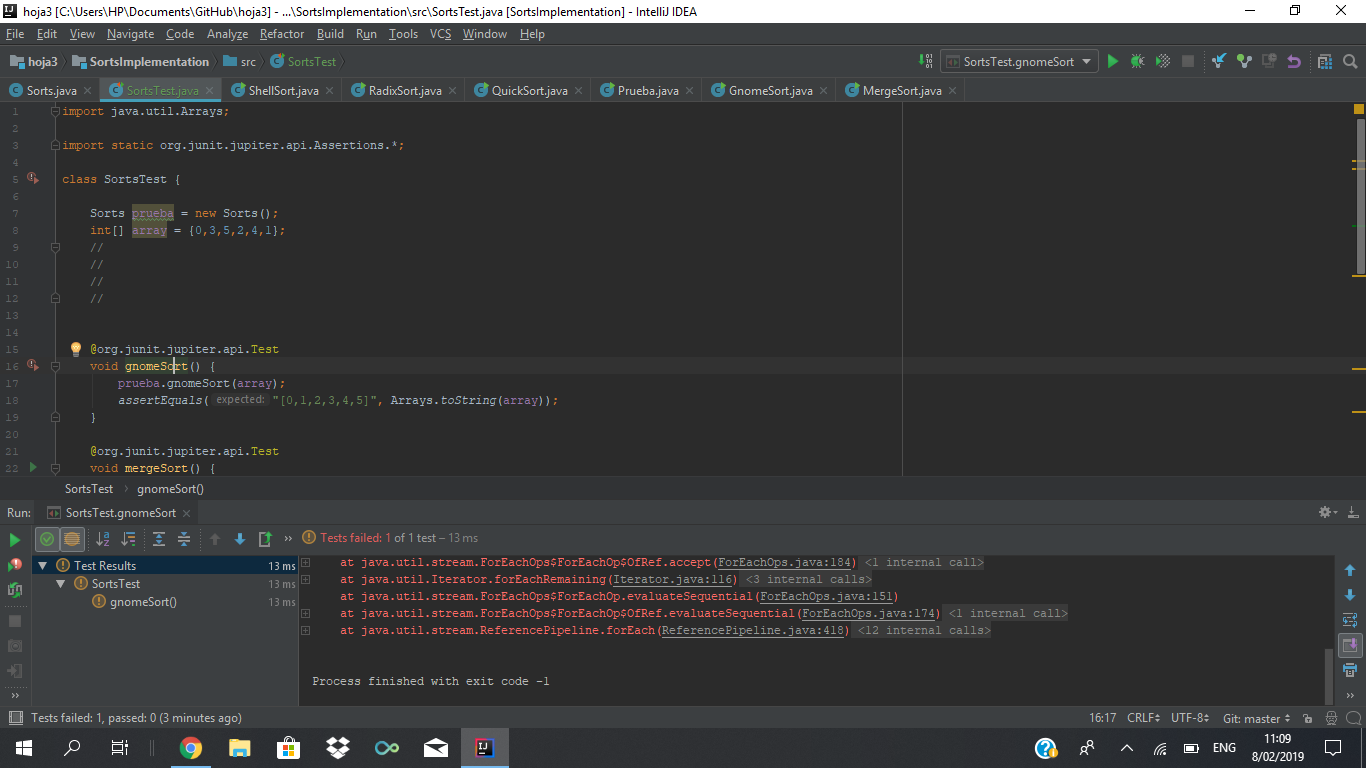 hoja3 [C:\Users\HP\Documents\GitHub\hoja3] - ...\SortsImplementation\src\SortsTest.java [SortsImplementation] - IntelliJ IDEA
File Edit View Navigate Code Analyze Refactor Build Run Tools VCS Window Help
hoja3 SortsImplementation src SortsTest SortsTest.gnomeSort
Sorts.java SortsTest.java ShellSort.java RadixSort.java QuickSort.java Prueba.java GnomeSort.java MergeSort.java
1 import java.util.Arrays;
2
3 import static org.junit.jupiter.api.Assertions.*;
4
5 class SortsTest {
6
7 Sorts prueba = new Sorts();
8 int[] array = {0,3,5,2,4,1};
9 //
10 //
11 //
12 //
13
14
15 @org.junit.jupiter.api.Test
16 void gnomeSort() {
17 prueba.gnomeSort(array);
18 assertEquals( expected: "[0,1,2,3,4,5]", Arrays.toString(array));
19 }
20
21 @org.junit.jupiter.api.Test
22 void mergeSort() {
SortsTest gnomeSort()
Run: SortsTest.gnomeSort
Tests failed: 1 of 1 test – 13 ms
Test Results 13 ms
SortsTest 13 ms
gnomeSort() 13 ms
at java.util.stream.ForEachOps$ForEachOp$OfRef.accept(ForEachOps.java:184) <1 internal call>
at java.util.Iterator.forEachRemaining(Iterator.java:116) <3 internal calls>
at java.util.stream.ForEachOps$ForEachOp.evaluateSequential(ForEachOps.java:151)
at java.util.stream.ForEachOps$ForEachOp$OfRef.evaluateSequential(ForEachOps.java:174) <1 internal call>
at java.util.stream.ReferencePipeline.forEach(ReferencePipeline.java:418) <12 internal calls>
Process finished with exit code -1
Tests failed: 1, passed: 0 (3 minutes ago) 16:17 CRLF UTF-8 Git: master
ENG 11:09
8/02/2019